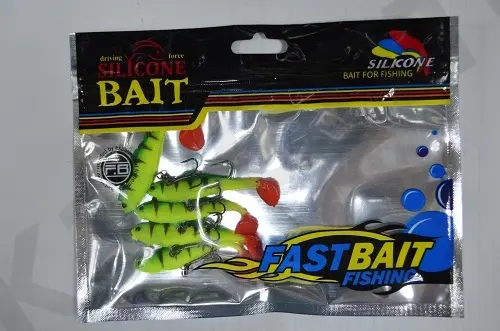 driving force
SILICONE
BAIT
SILICONE
BAIT FOR FISHING
F.B
FASTBAIT
FISHING